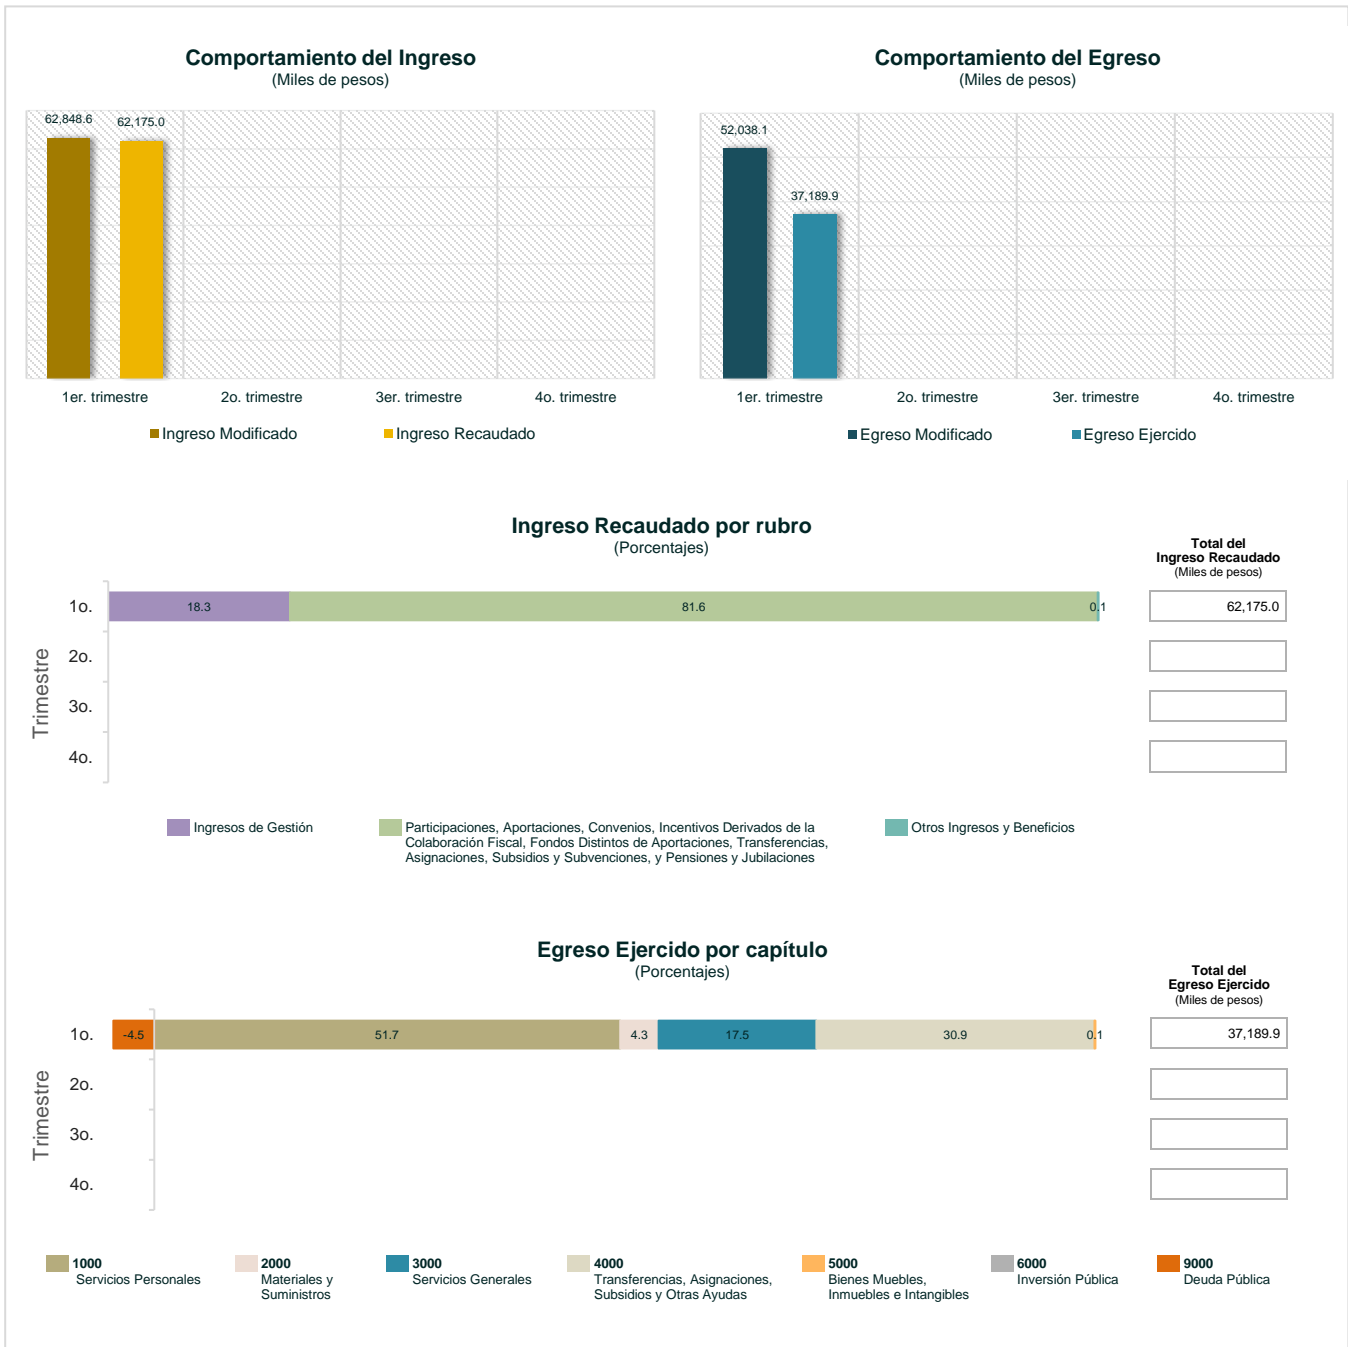 Comportamiento del Ingreso
(Miles de pesos)
62,848.6
62,175.0
1er. trimestre
2o. trimestre
3er. trimestre
4o. trimestre
Ingreso Modificado
Ingreso Recaudado
Comportamiento del Egreso
(Miles de pesos)
52,038.1
37,189.9
1er. trimestre
2o. trimestre
3er. trimestre
4o. trimestre
Egreso Modificado
Egreso Ejercido
Ingreso Recaudado por rubro
(Porcentajes)
Total del
Ingreso Recaudado
(Miles de pesos)
Trimestre
1o.
18.3
81.6
0.1
62,175.0
2o.
3o.
4o.
Ingresos de Gestión
Participaciones, Aportaciones, Convenios, Incentivos Derivados de la
Colaboración Fiscal, Fondos Distintos de Aportaciones, Transferencias,
Asignaciones, Subsidios y Subvenciones, y Pensiones y Jubilaciones
Otros Ingresos y Beneficios
Egreso Ejercido por capítulo
(Porcentajes)
Total del
Egreso Ejercido
(Miles de pesos)
Trimestre
1o.
-4.5
51.7
4.3
17.5
30.9
0.1
37,189.9
2o.
3o.
4o.
1000
Servicios Personales
2000
Materiales y
Suministros
3000
Servicios Generales
4000
Transferencias, Asignaciones,
Subsidios y Otras Ayudas
5000
Bienes Muebles,
Inmuebles e Intangibles
6000
Inversión Pública
9000
Deuda Pública